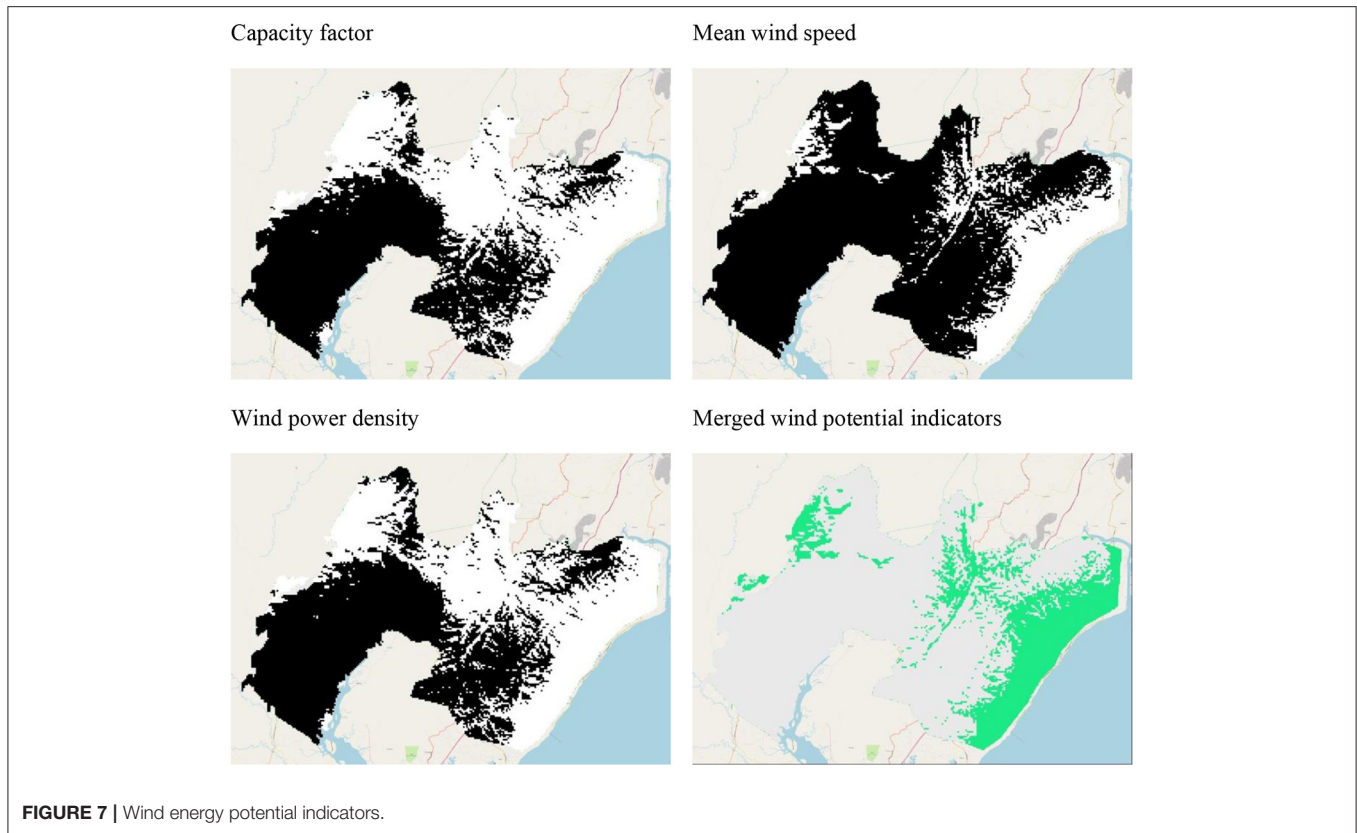 Capacity factor
Mean wind speed
Wind power density
Merged wind potential indicators
FIGURE 7 | Wind energy potential indicators.